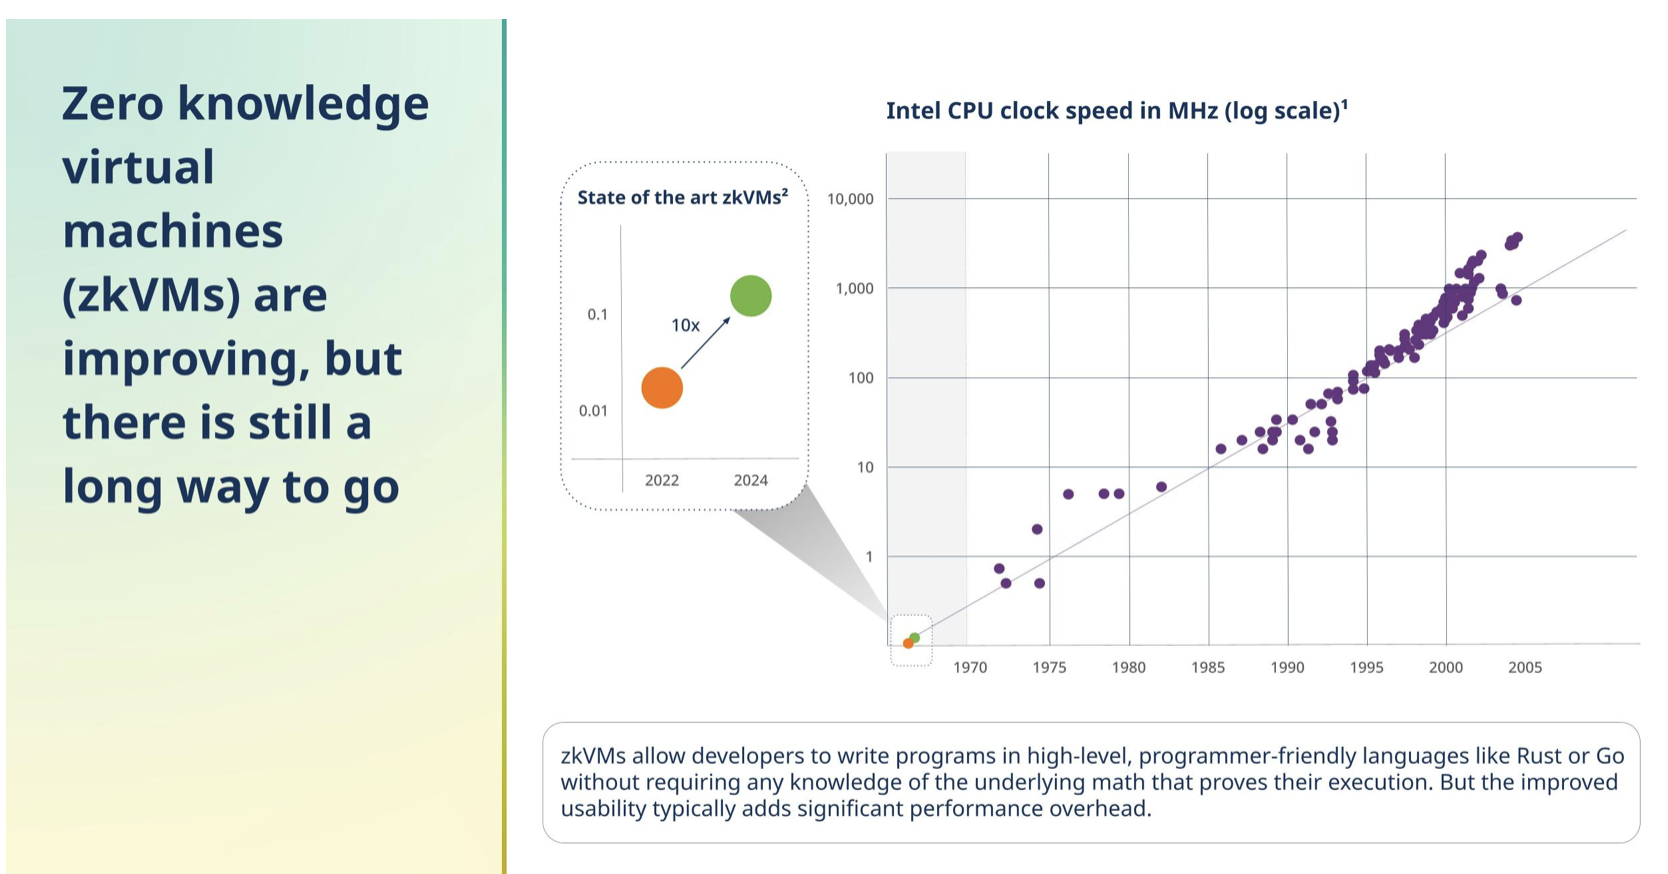 Zero knowledge
virtual
machines
(zkVMs) are
improving, but
there is still a
long way to go
State of the art zkVMs²
0.1
10x
0.01
2022 2024
Intel CPU clock speed in MHz (log scale)¹
10,000
1,000
100
10
1
1970 1975 1980 1985 1990 1995 2000 2005
zkVMs allow developers to write programs in high-level, programmer-friendly languages like Rust or Go
without requiring any knowledge of the underlying math that proves their execution. But the improved
usability typically adds significant performance overhead.